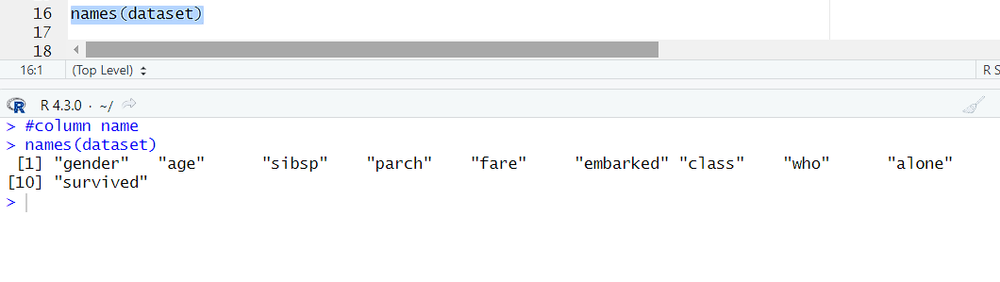 16 names(dataset)
17
18
16:1 (Top Level) R S
R R 4.3.0 · ~/
> #column name
> names(dataset)
[1] "gender" "age" "sibsp" "parch" "fare" "embarked" "class" "who" "alone"
[10] "survived"
>